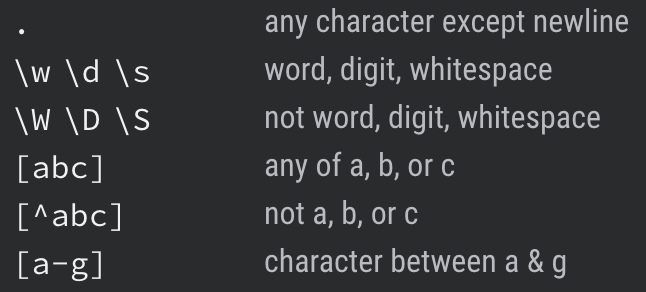 . any character except newline
\w \d \s word, digit, whitespace
\W \D \S not word, digit, whitespace
[abc] any of a, b, or c
[^abc] not a, b, or c
[a-g] character between a & g